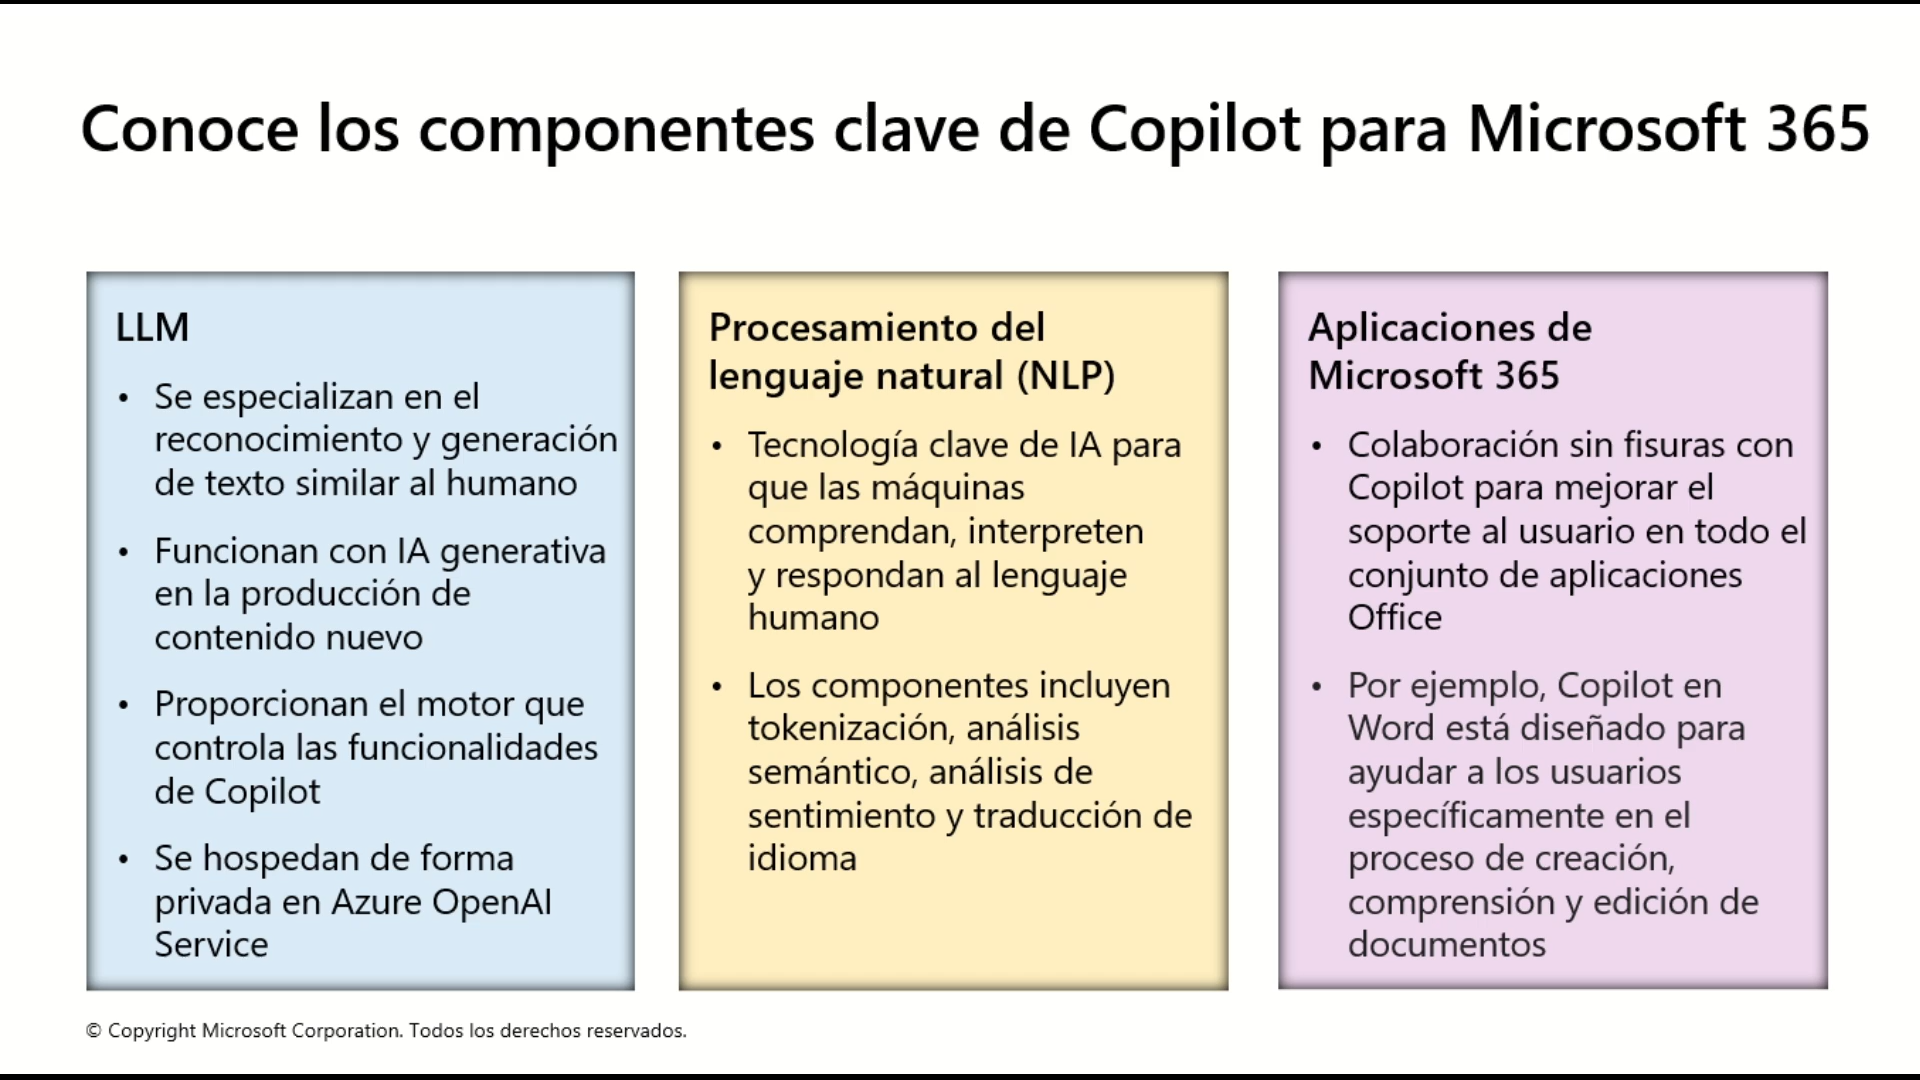 Conoce los componentes clave de Copilot para Microsoft 365
LLM
• Se especializan en el
reconocimiento y generación
de texto similar al humano
• Funcionan con IA generativa
en la producción de
contenido nuevo
• Proporcionan el motor que
controla las funcionalidades
de Copilot
• Se hospedan de forma
privada en Azure OpenAI
Service
Procesamiento del
lenguaje natural (NLP)
• Tecnología clave de IA para
que las máquinas
comprendan, interpreten
y respondan al lenguaje
humano
• Los componentes incluyen
tokenización, análisis
semántico, análisis de
sentimiento y traducción de
idioma
Aplicaciones de
Microsoft 365
• Colaboración sin fisuras con
Copilot para mejorar el
soporte al usuario en todo el
conjunto de aplicaciones
Office
• Por ejemplo, Copilot en
Word está diseñado para
ayudar a los usuarios
específicamente en el
proceso de creación,
comprensión y edición de
documentos
© Copyright Microsoft Corporation. Todos los derechos reservados.